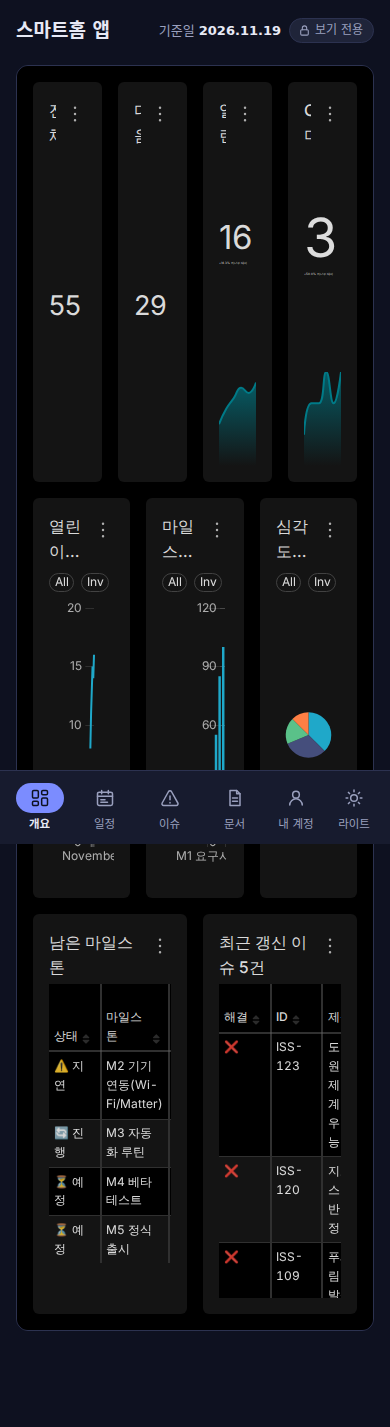 스마트홈 앱
기준일 2026.11.19
보기 전용
55
29
16
3
열린
이...
마일
스...
심각
도...
All Inv
All Inv
All Inv
20
15
10
120
90
60
개요
일정
이슈
문서
내 계정
라이트
M1 요구사
남은 마일스
톤
최근 갱신 이
슈 5건
상태
마일스
톤
지
연
M2 기기
연동(Wi-
Fi/Matter)
진
행
M3 자동
화 루틴
예
정
M4 베타
테스트
예
정
M5 정식
출시
해결
ID
제
ISS-
123
ISS-
120
ISS-
109